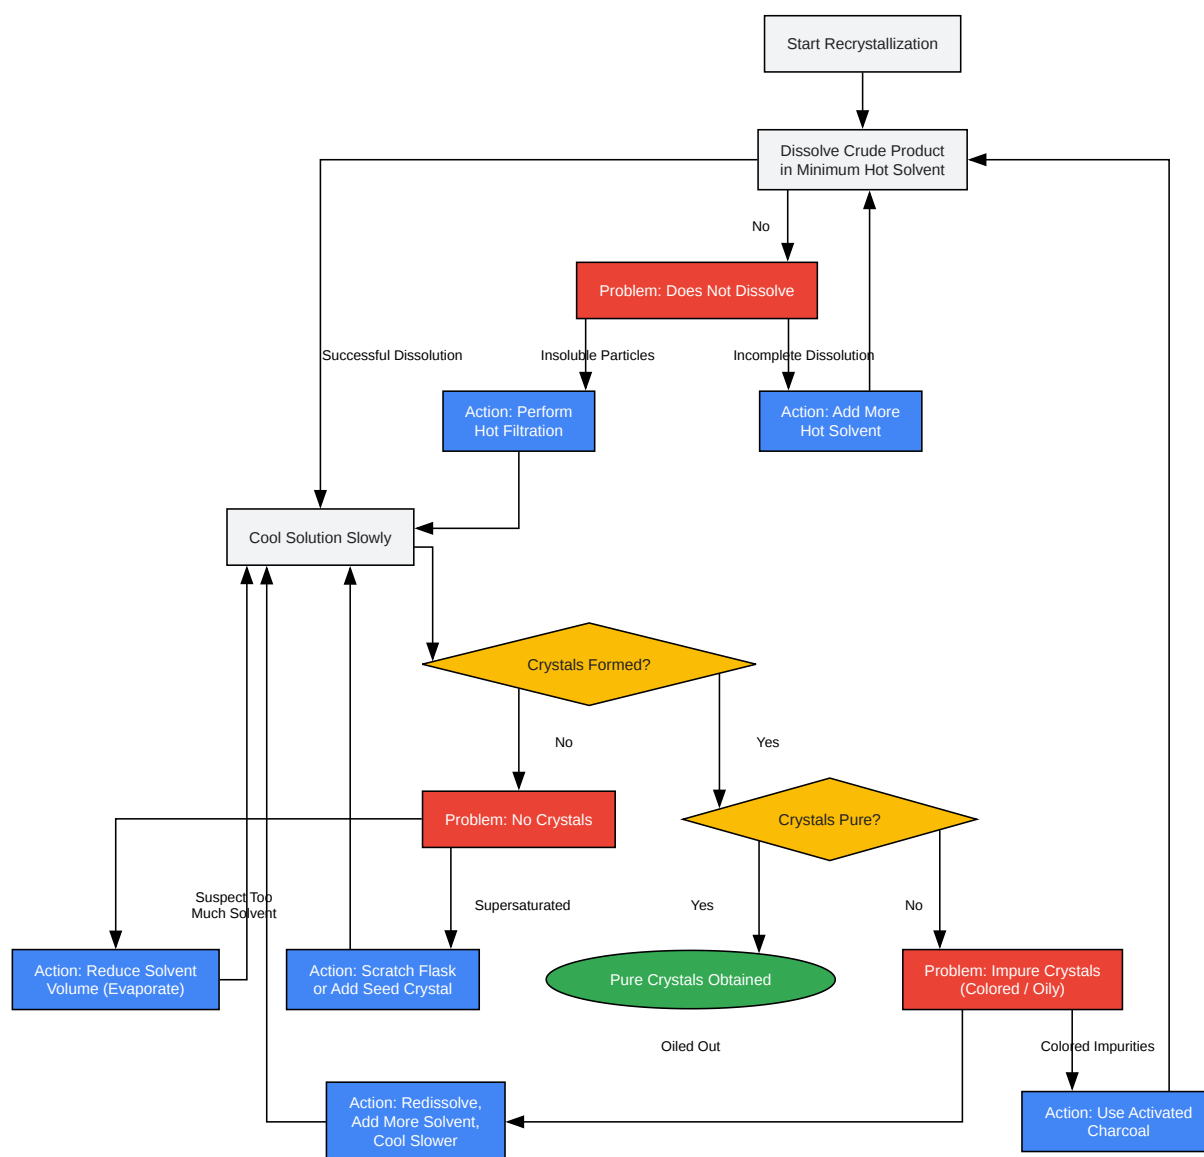 Start Recrystallization
Dissolve Crude Product
in Minimum Hot Solvent
No
Problem: Does Not Dissolve
Successful Dissolution
Insoluble Particles
Incomplete Dissolution
Action: Perform
Hot Filtration
Action: Add More
Hot Solvent
Cool Solution Slowly
Crystals Formed?
No
Yes
Problem: No Crystals
Crystals Pure?
Suspect Too
Much Solvent
Supersaturated
Yes
No
Action: Reduce Solvent
Volume (Evaporate)
Action: Scratch Flask
or Add Seed Crystal
Pure Crystals Obtained
Problem: Impure Crystals
(Colored / Oily)
Oiled Out
Colored Impurities
Action: Redissolve,
Add More Solvent,
Cool Slower
Action: Use Activated
Charcoal